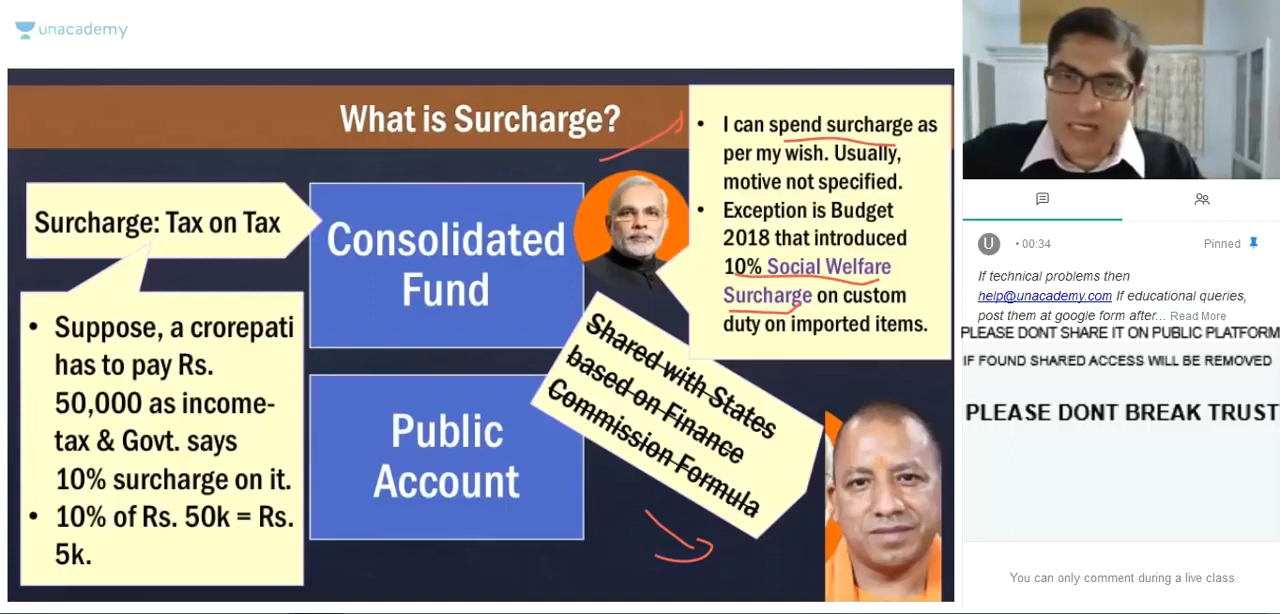 unacademy
What is Surcharge?
Surcharge: Tax on Tax
• Suppose, a crorepati
has to pay Rs.
50,000 as income-
tax & Govt. says
10% surcharge on it.
• 10% of Rs. 50k = Rs.
5k.
Consolidated
Fund
Public
Account
• I can spend surcharge as
per my wish. Usually,
motive not specified.
• Exception is Budget
2018 that introduced
10% Social Welfare
Surcharge on custom
duty on imported items.
Shared with States
based on Finance
Commission Formula
U • 00:34 Pinned
If technical problems then
help@unacademy.com If educational queries,
post them at google form after... Read More
PLEASE DONT SHARE IT ON PUBLIC PLATFORM
IF FOUND SHARED ACCESS WILL BE REMOVED
PLEASE DONT BREAK TRUST
You can only comment during a live class